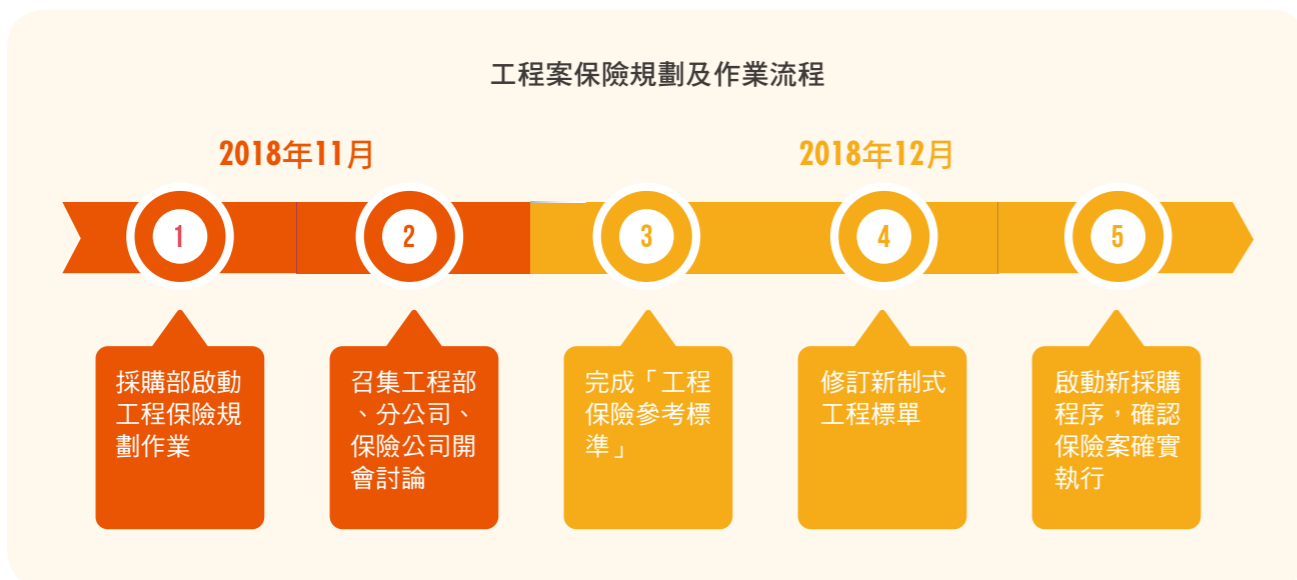 工程案保險規劃及作業流程
2018年11月
2018年12月
1
2
3
4
5
採購部啟動
工程保險規
劃作業
召集工程部
、分公司、
保險公司開
會討論
完成「工程
保險參考標
準」
修訂新制式
工程標單
啟動新採購
程序，確認
保險案確實
執行